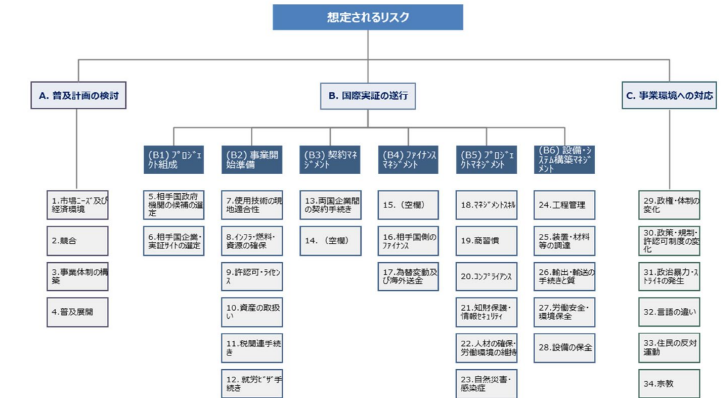 想定されるリスク
A. 普及計画の検討
B. 国際実証の遂行
C. 事業環境への対応
(B1) ﾌﾟﾛｼﾞｪ
ｸﾄ組成
(B2) 事業開
始準備
(B3) 契約ﾏﾈ
ｼﾞﾒﾝﾄ
(B4) ﾌｧｲﾅﾝｽ
ﾏﾈｼﾞﾒﾝﾄ
(B5) ﾌﾟﾛｼﾞｪ
ｸﾄﾏﾈｼﾞﾒﾝﾄ
(B6) 設備・ｼ
ｽﾃﾑ構築ﾏﾈｼﾞ
ﾒﾝﾄ
1.市場ﾆｰｽﾞ及び
経済環境
2.競合
3.事業体制の構
築
4.普及展開
5.相手国政府
機関の候補の選
定
6.相手国企業・
実証ｻｲﾄの選定
7.使用技術の現
地適合性
8.ｲﾝﾌﾗ・燃料・
資源の確保
9.許認可・ﾗｲｾﾝ
ｽ
10.資産の取扱
い
11.税関連手続
き
12. 就労ﾋﾞｻﾞ手
続き
13.両国企業間
の契約手続き
14. （空欄）
15. （空欄）
16.相手国側の
ﾌｧｲﾅﾝｽ
17.為替変動及
び海外送金
18.ﾏﾈｼﾞﾒﾝﾄｽｷﾙ
19.商習慣
20.ｺﾝﾌﾟﾗｲｱﾝｽ
21.知財保護・
情報ｾｷｭﾘﾃｨ
22.人材の確保・
労働環境の維持
23.自然災害・
感染症
24.工程管理
25.装置・材料
等の調達
26.輸出・輸送の
手続きと質
27.労働安全・
環境保全
28.設備の保全
29.政権・体制の
変化
30.政策・規制・
許認可制度の変
化
31.政治暴力・ｽ
ﾄﾗｲｷの発生
32.言語の違い
33.住民の反対
運動
34.宗教